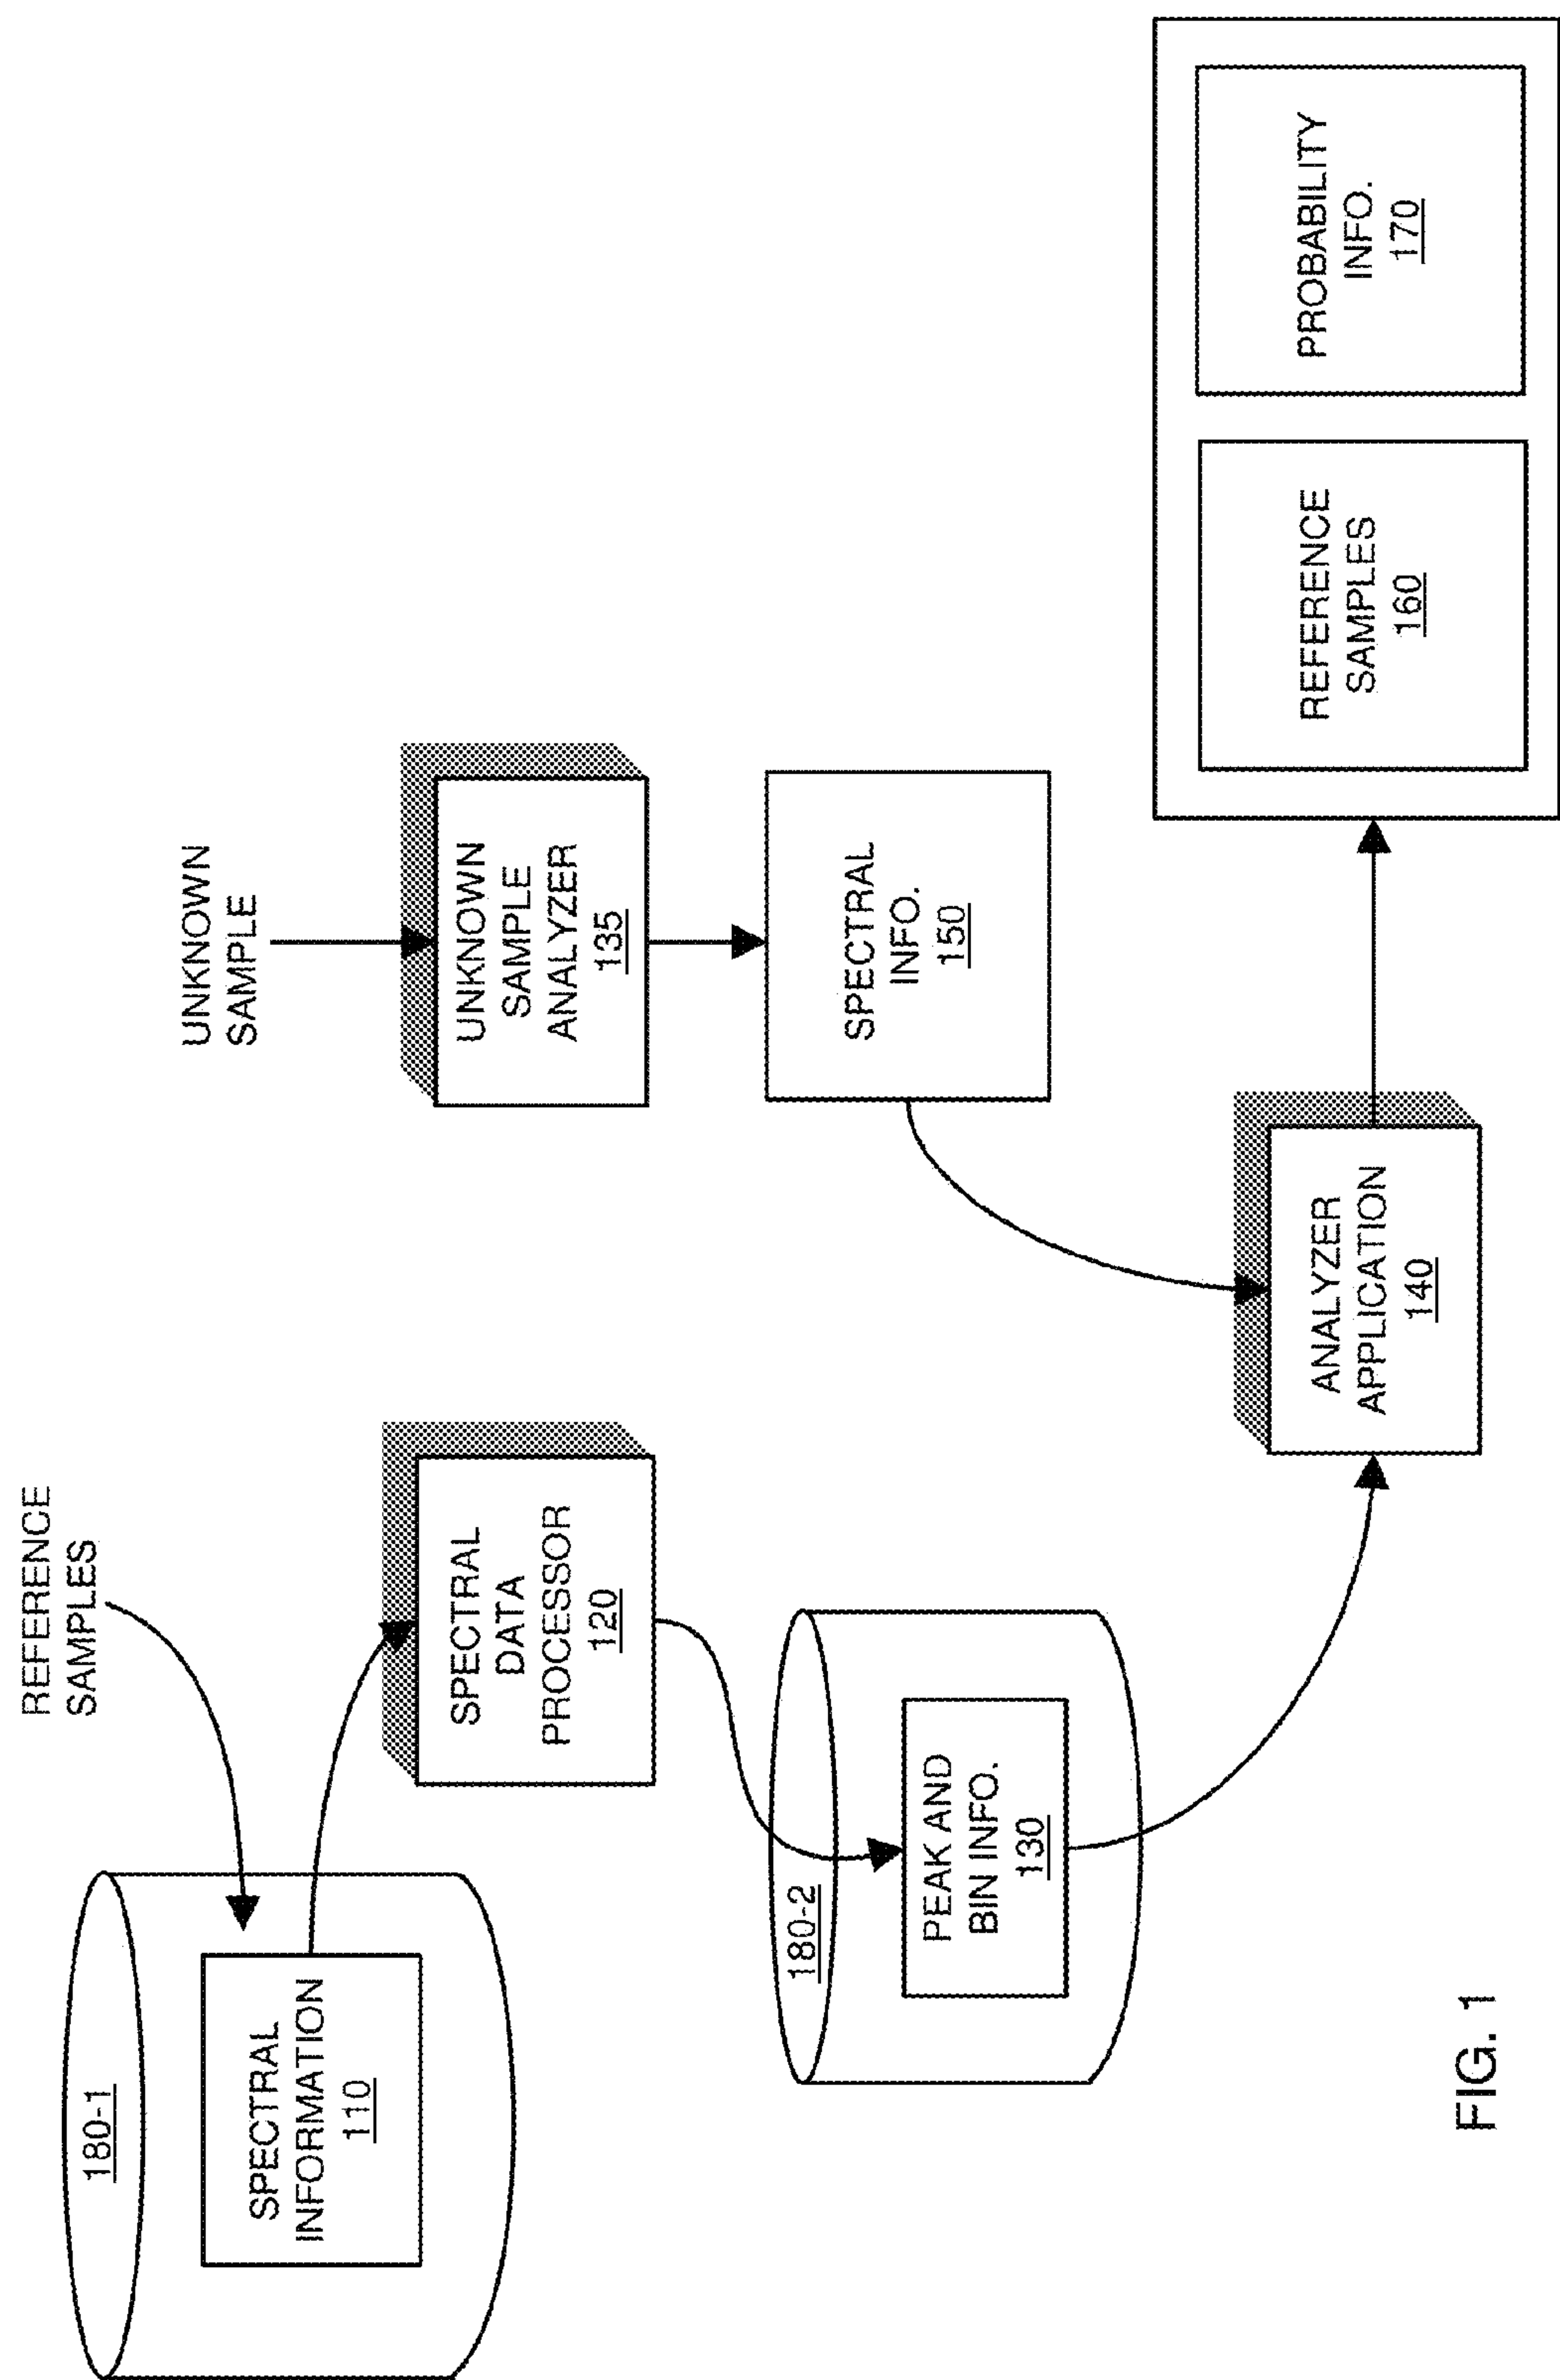 REFERENCE
SAMPLES
180-1
SPECTRAL
INFORMATION
110
SPECTRAL
DATA
PROCESSOR
120
180-2
PEAK AND
BIN INFO.
130
UNKNOWN
SAMPLE
UNKNOWN
SAMPLE
ANALYZER
135
SPECTRAL
INFO.
150
ANALYZER
APPLICATION
140
REFERENCE
SAMPLES
160
PROBABILITY
INFO.
170
FIG. 1